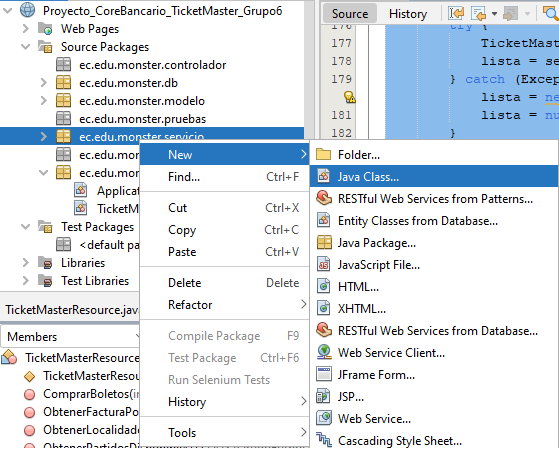 Proyecto_CoreBancario_TicketMaster_Grupo6
Web Pages
Source Packages
ec.edu.monster.controlador
ec.edu.monster.db
ec.edu.monster.modelo
ec.edu.monster.pruebas
ec.edu.monster.servicio
ec.edu.mon
ec.edu.mon
Applicat
TicketM
Test Packages
<default pa
Libraries
Test Libraries
TicketMasterResource.java
Members
TicketMasterResource
TicketMasterResou
ComprarBoletos(in
ObtenerFacturaPo
ObtenerLocalidade
ObtenerPartidosDi
New
Find... Ctrl+F
Cut Ctrl+X
Copy Ctrl+C
Paste Ctrl+V
Delete Delete
Refactor
Compile Package F9
Test Package Ctrl+F6
Run Selenium Tests
History
Tools
Source History
176 try {
177 TicketMast
178 lista = se
179 } catch (Excep
lista = ne
181 lista = nu
182 }
Folder...
Java Class...
RESTful Web Services from Patterns...
Entity Classes from Database...
Java Package...
JavaScript File...
HTML...
XHTML...
RESTful Web Services from Database...
Web Service Client...
JFrame Form...
JSP...
Web Service...
Cascading Style Sheet...